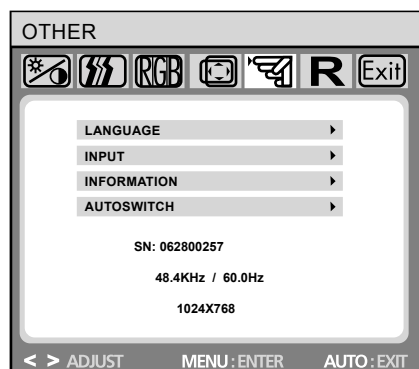 OTHER
RGB R Exit
LANGUAGE
INPUT
INFORMATION
AUTOSWITCH
SN: 062800257
48.4KHz / 60.0Hz
1024X768
< > ADJUST MENU : ENTER AUTO : EXIT